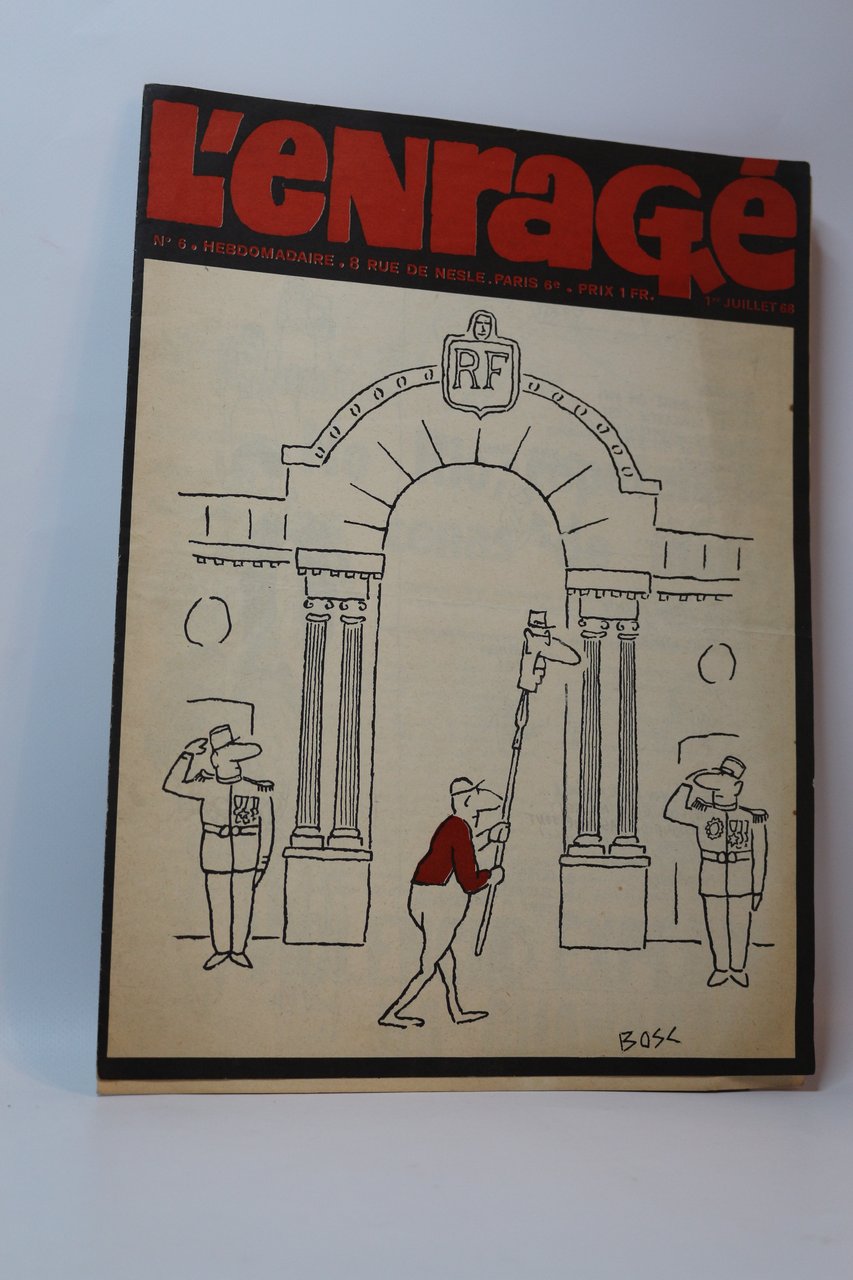 L'enragé
N° 6 . HEBDOMADAIRE . 8 RUE DE NESLE . PARIS 6e . PRIX 1 FR.
1er JUILLET 68
RF
BOSC